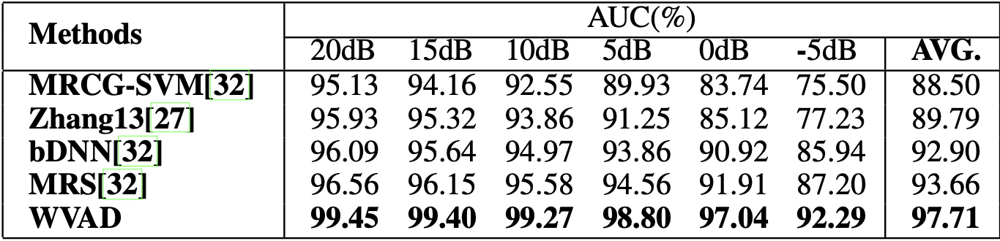 Methods AUC(%)
20dB 15dB 10dB 5dB 0dB -5dB AVG.
MRCG-SVM[32] 95.13 94.16 92.55 89.93 83.74 75.50 88.50
Zhang13[27] 95.93 95.32 93.86 91.25 85.12 77.23 89.79
bDNN[32] 96.09 95.64 94.97 93.86 90.92 85.94 92.90
MRS[32] 96.56 96.15 95.58 94.56 91.91 87.20 93.66
WVAD 99.45 99.40 99.27 98.80 97.04 92.29 97.71